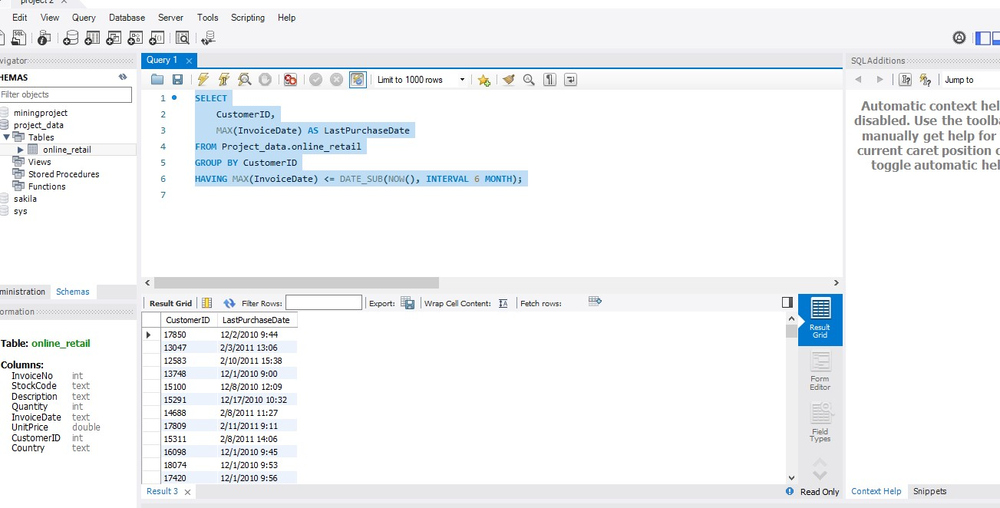 project 2 ×
Edit View Query Database Server Tools Scripting Help
vigator
HEMAS
Filter objects
miningproject
project_data
Tables
online_retail
Views
Stored Procedures
Functions
sakila
sys
ministration Schemas
ormation
Table: online_retail
Columns:
InvoiceNo int
StockCode text
Description text
Quantity int
InvoiceDate text
UnitPrice double
CustomerID int
Country text
Query 1 ×
Limit to 1000 rows
1 SELECT
2 CustomerID,
3 MAX(InvoiceDate) AS LastPurchaseDate
4 FROM Project_data.online_retail
5 GROUP BY CustomerID
6 HAVING MAX(InvoiceDate) <= DATE_SUB(NOW(), INTERVAL 6 MONTH);
7
Result Grid Filter Rows: Export: Wrap Cell Content: Fetch rows:
CustomerID LastPurchaseDate
17850 12/2/2010 9:44
13047 2/3/2011 13:06
12583 2/10/2011 15:38
13748 12/1/2010 9:00
15100 12/8/2010 12:09
15291 12/17/2010 10:32
14688 2/8/2011 11:27
17809 2/11/2011 9:11
15311 2/8/2011 14:06
16098 12/1/2010 9:45
18074 12/1/2010 9:53
17420 12/1/2010 9:56
Result 3 ×
Result
Grid
Form
Editor
Field
Types
Read Only
SQLAdditions
Jump to
Automatic context hel
disabled. Use the toolba
manually get help for
current caret position o
toggle automatic hel
Context Help Snippets